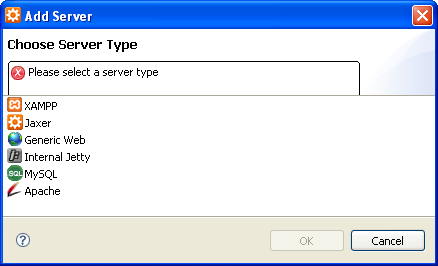 Add Server
Choose Server Type
Please select a server type
XAMPP
Jaxer
Generic Web
Internal Jetty
MySQL
Apache
OK
Cancel